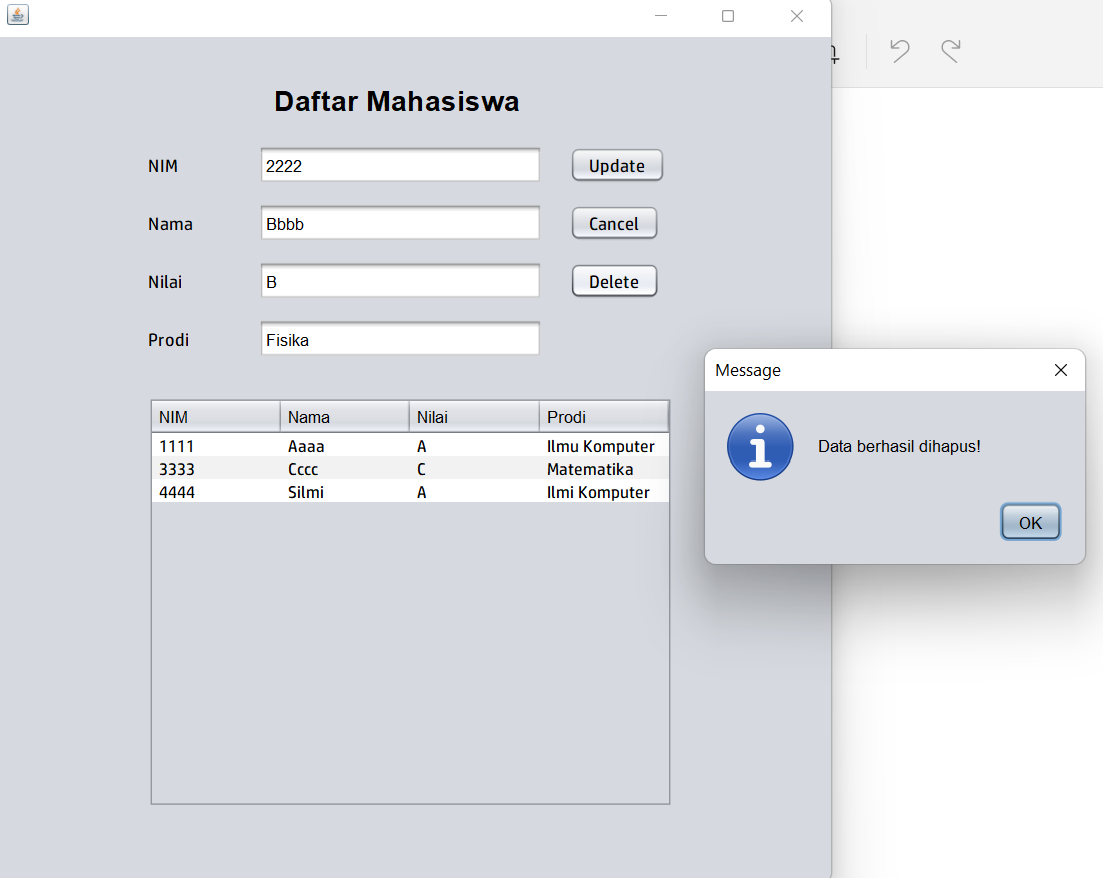 Daftar Mahasiswa
NIM 2222 Update
Nama Bbbb Cancel
Nilai B Delete
Prodi Fisika
NIM Nama Nilai Prodi
1111 Aaaa A Ilmu Komputer
3333 Cccc C Matematika
4444 Silmi A Ilmi Komputer
Message
Data berhasil dihapus!
OK